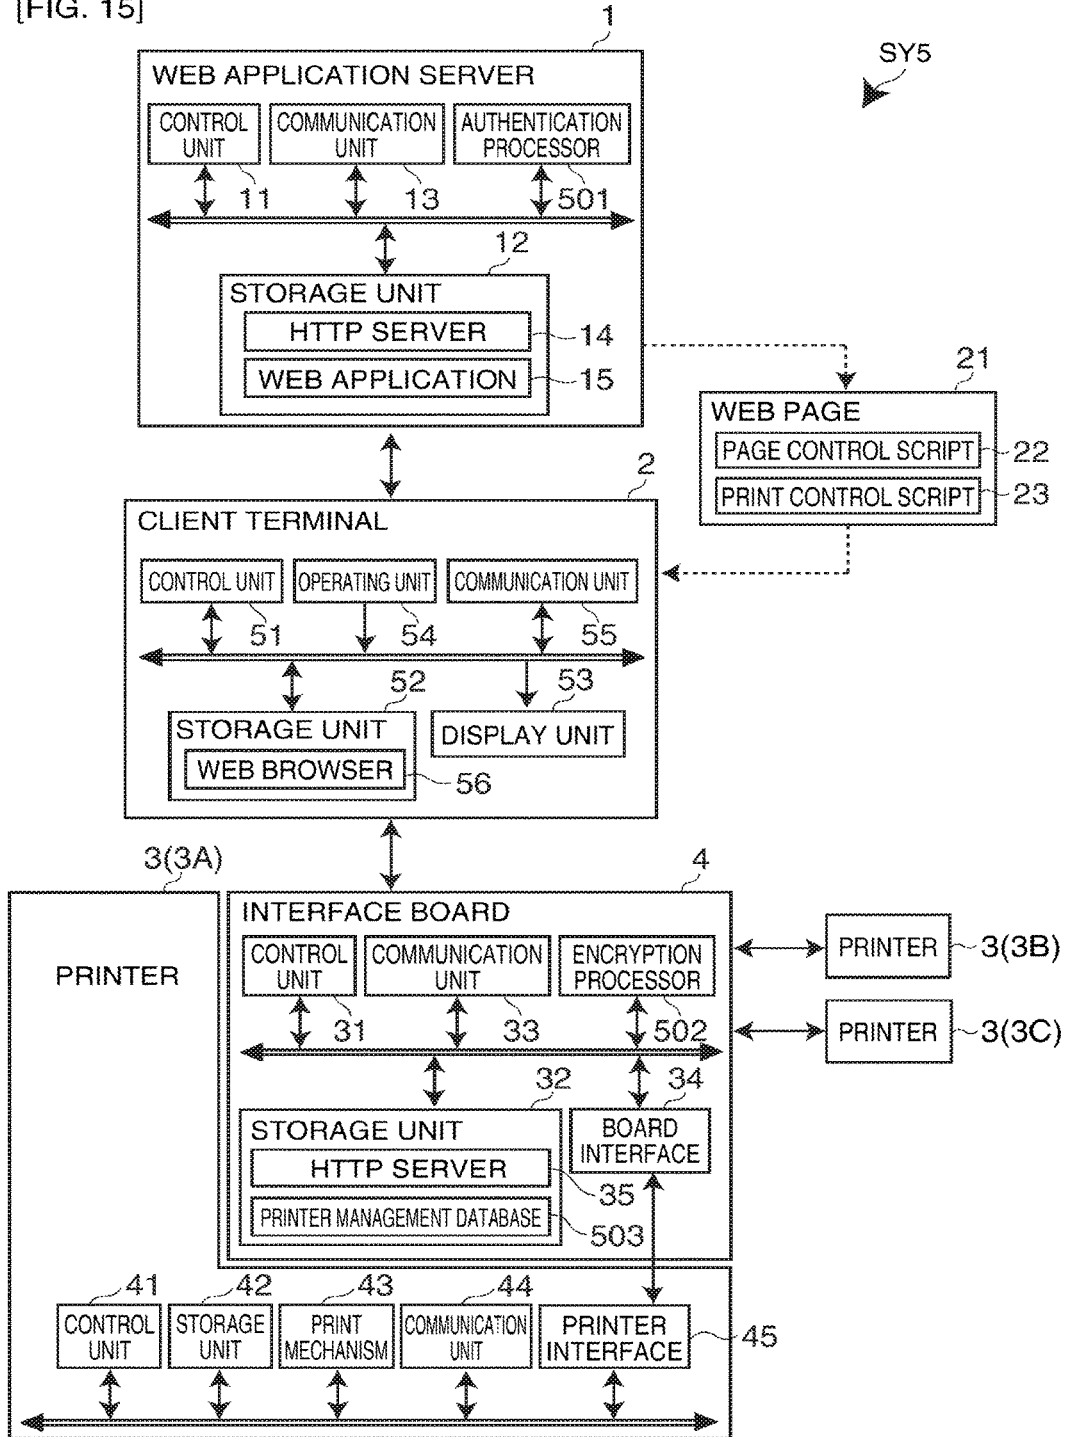 [FIG. 15]
1
SY5
WEB APPLICATION SERVER
CONTROL
UNIT
COMMUNICATION
UNIT
AUTHENTICATION
PROCESSOR
11
13
501
12
STORAGE UNIT
HTTP SERVER
14
WEB APPLICATION
15
21
WEB PAGE
PAGE CONTROL SCRIPT
22
PRINT CONTROL SCRIPT
23
2
CLIENT TERMINAL
CONTROL UNIT
OPERATING UNIT
COMMUNICATION UNIT
51
54
55
52
53
STORAGE UNIT
WEB BROWSER
56
DISPLAY UNIT
3(3A)
4
PRINTER
INTERFACE BOARD
CONTROL
UNIT
COMMUNICATION
UNIT
ENCRYPTION
PROCESSOR
31
33
502
PRINTER
3(3B)
PRINTER
3(3C)
32
34
STORAGE UNIT
HTTP SERVER
35
PRINTER MANAGEMENT DATABASE
503
BOARD
INTERFACE
41
42
43
44
CONTROL
UNIT
STORAGE
UNIT
PRINT
MECHANISM
COMMUNICATION
UNIT
PRINTER
INTERFACE
45